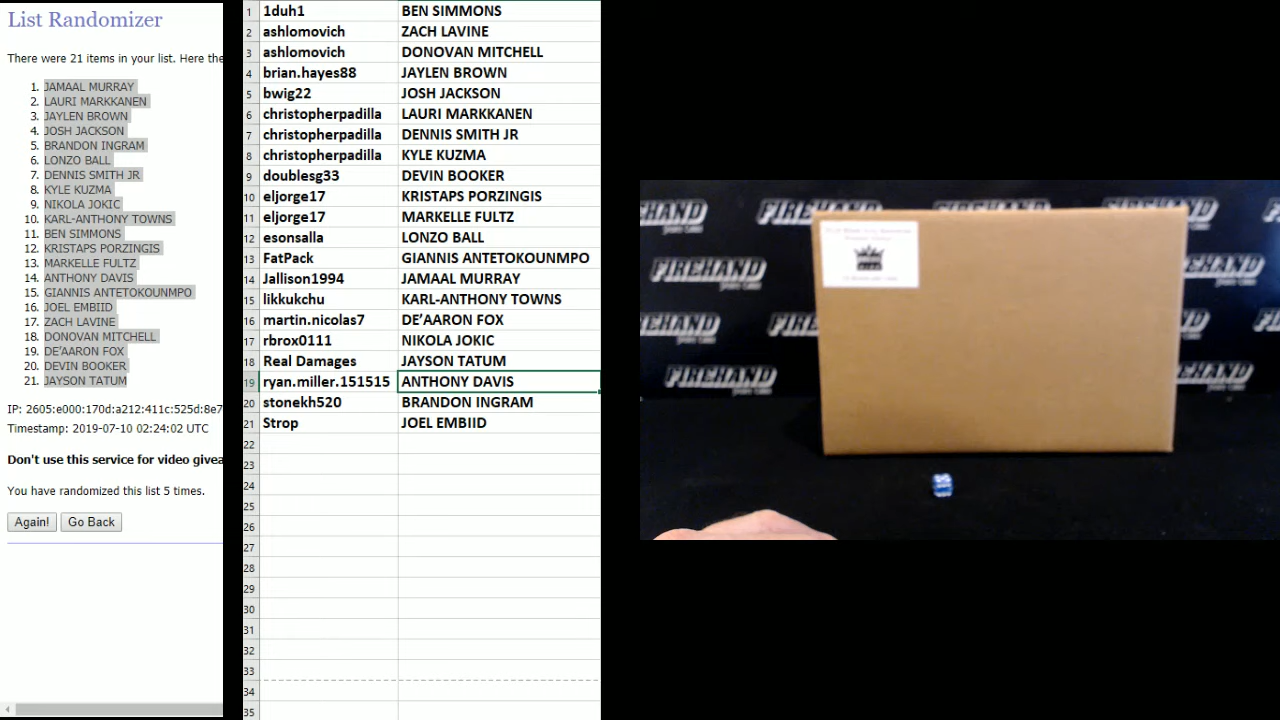 List Randomizer
There were 21 items in your list. Here the
1. JAMAAL MURRAY
2. LAURI MARKKANEN
3. JAYLEN BROWN
4. JOSH JACKSON
5. BRANDON INGRAM
6. LONZO BALL
7. DENNIS SMITH JR
8. KYLE KUZMA
9. NIKOLA JOKIC
10. KARL-ANTHONY TOWNS
11. BEN SIMMONS
12. KRISTAPS PORZINGIS
13. MARKELLE FULTZ
14. ANTHONY DAVIS
15. GIANNIS ANTETOKOUNMPO
16. JOEL EMBIID
17. ZACH LAVINE
18. DONOVAN MITCHELL
19. DE'AARON FOX
20. DEVIN BOOKER
21. JAYSON TATUM
IP: 2605:e000:170d:a212:411c:525d:8e7
Timestamp: 2019-07-10 02:24:02 UTC
Don't use this service for video givea
You have randomized this list 5 times.
Again! Go Back
1 1duh1 BEN SIMMONS
2 ashlomovich ZACH LAVINE
3 ashlomovich DONOVAN MITCHELL
4 brian.hayes88 JAYLEN BROWN
5 bwig22 JOSH JACKSON
6 christopherpadilla LAURI MARKKANEN
7 christopherpadilla DENNIS SMITH JR
8 christopherpadilla KYLE KUZMA
9 doublesg33 DEVIN BOOKER
10 eljorge17 KRISTAPS PORZINGIS
11 eljorge17 MARKELLE FULTZ
12 esonsalla LONZO BALL
13 FatPack GIANNIS ANTETOKOUNMPO
14 Jallison1994 JAMAAL MURRAY
15 likkukchu KARL-ANTHONY TOWNS
16 martin.nicolas7 DE’AARON FOX
17 rbrox0111 NIKOLA JOKIC
18 Real Damages JAYSON TATUM
19 ryan.miller.151515 ANTHONY DAVIS
20 stonekh520 BRANDON INGRAM
21 Strop JOEL EMBIID
22
23
24
25
26
27
28
29
30
31
32
33
34
35
FIREHAND
FIREHAND
FIREHAND
FIREHAND
FIREHAND